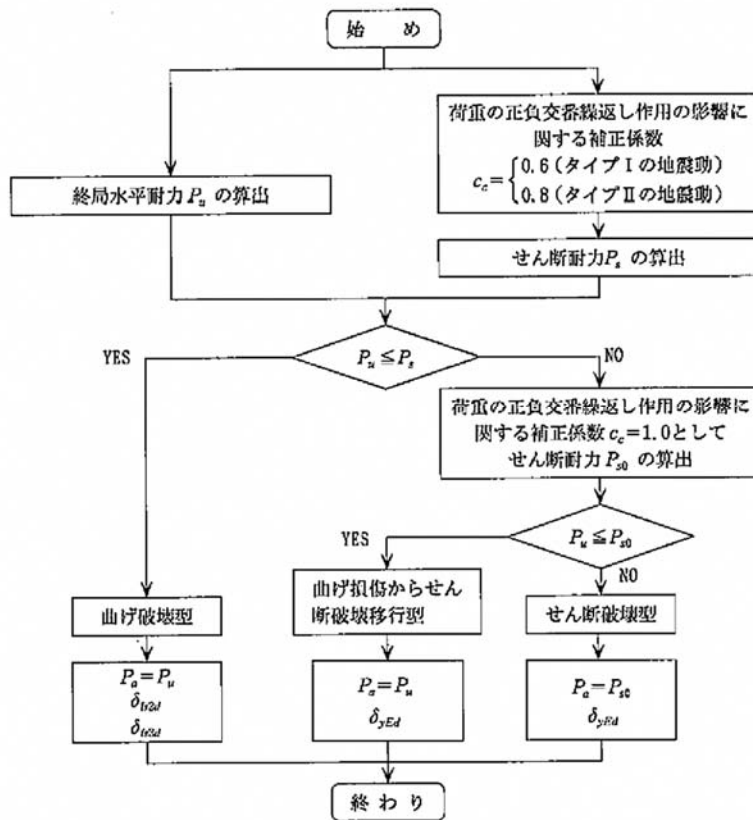 始 め
荷重の正負交番繰返し作用の影響に
関する補正係数
c_c= {0.6 (タイプⅠの地震動)
0.8 (タイプⅡの地震動)
終局水平耐力 P_u の算出
せん断耐力P_s の算出
P_u≦P_s
YES
NO
荷重の正負交番繰返し作用の影響に
関する補正係数 c_c=1.0として
せん断耐力 P_s0 の算出
P_u≦P_s0
YES
NO
曲げ破壊型
曲げ損傷からせん
断破壊移行型
せん断破壊型
P_a=P_u
δ_ls2d
δ_ls3d
P_a=P_u
δ_yEd
P_a=P_s0
δ_yEd
終わり